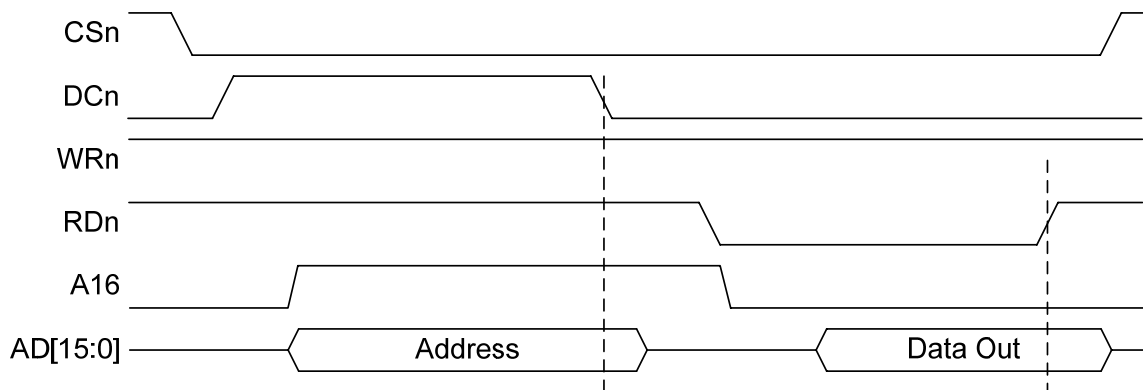 CSn
DCn
WRn
RDn
A16
AD[15:0] Address Data Out